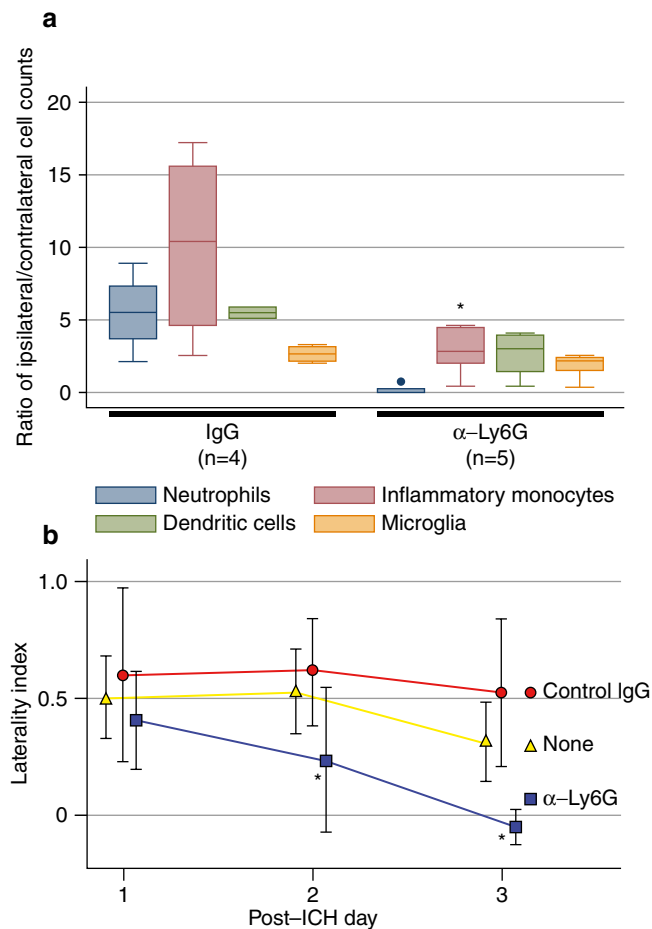 a
Ratio of ipsilateral/contralateral cell counts
20
15
10
5
0
*
IgG
(n=4)
α–Ly6G
(n=5)
Neutrophils
Inflammatory monocytes
Dendritic cells
Microglia
b
Laterality index
1.0
0.5
0
*
*
Control IgG
None
α–Ly6G
1
2
3
Post–ICH day